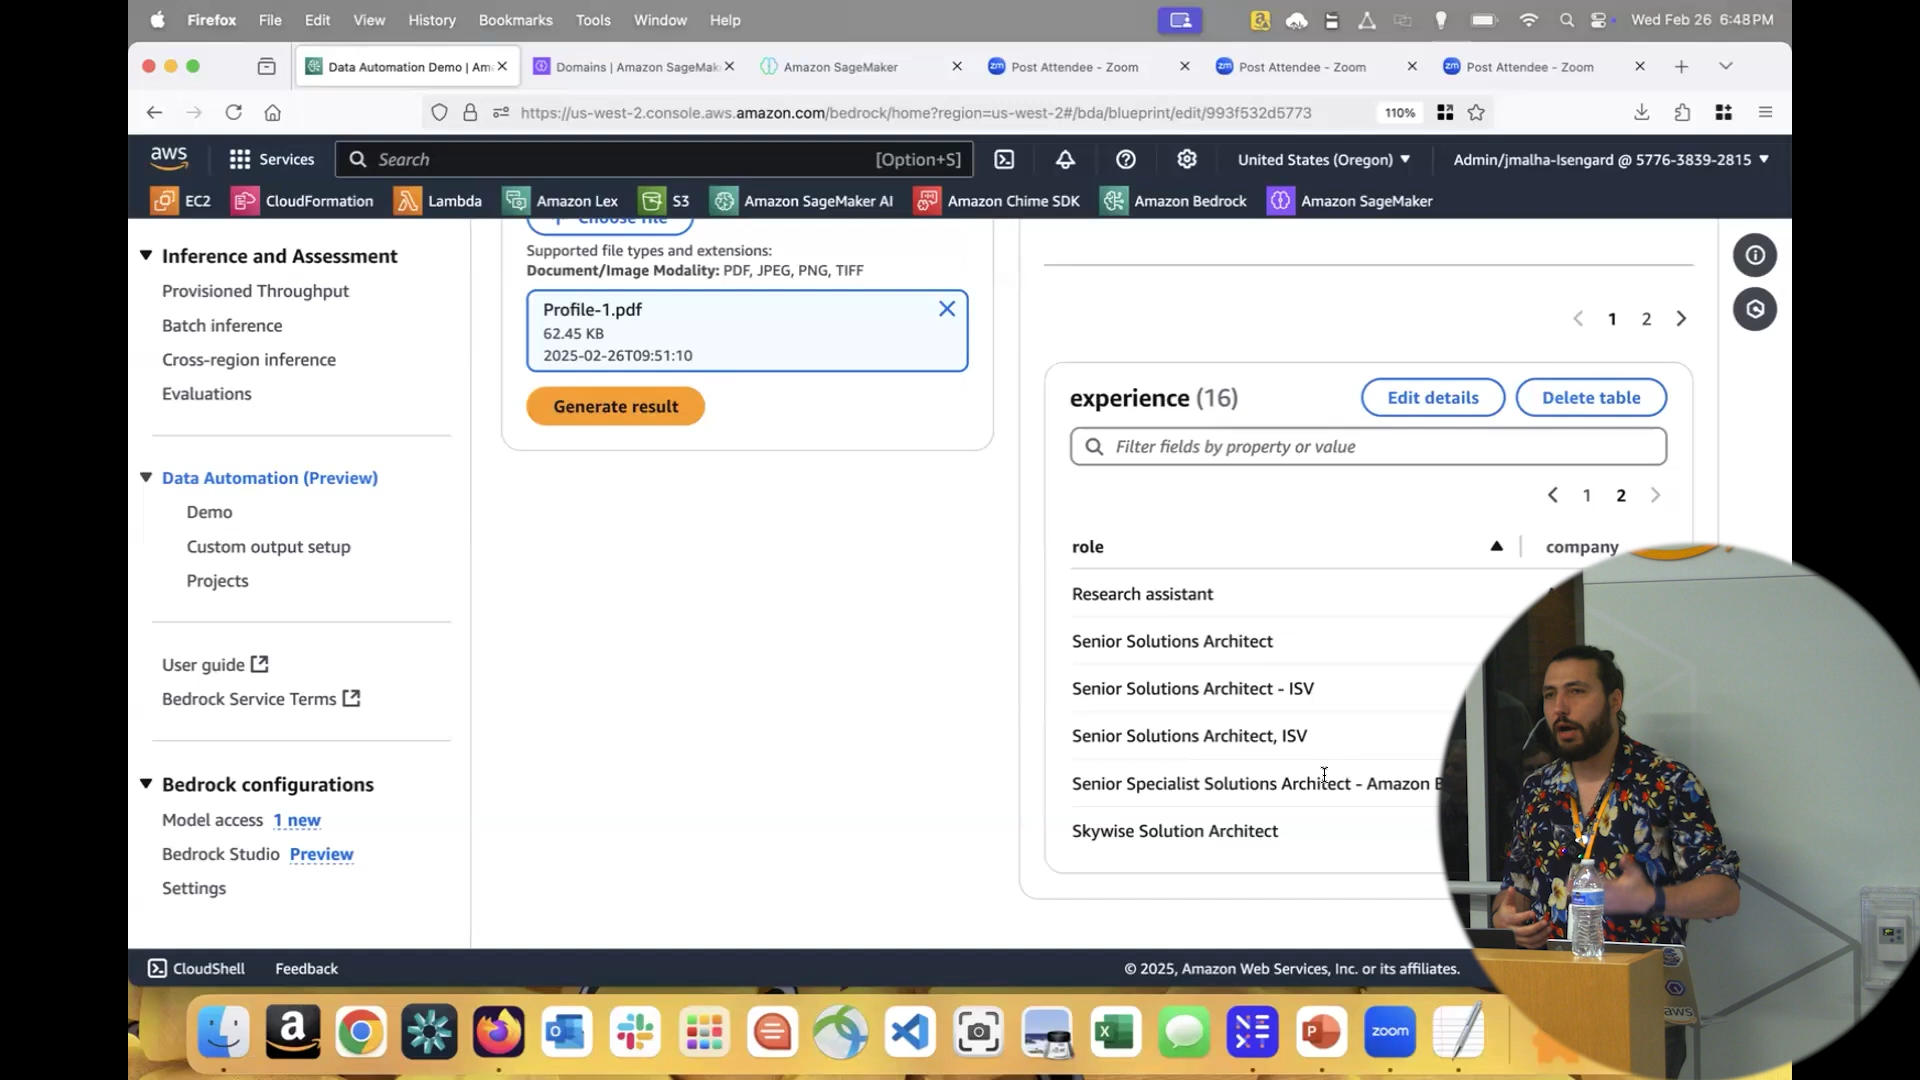 Firefox File Edit View History Bookmarks Tools Window Help
Wed Feb 26 6:48 PM
Data Automation Demo | Am
Domains | Amazon SageMak
Amazon SageMaker
Post Attendee - Zoom
Post Attendee - Zoom
Post Attendee - Zoom
https://us-west-2.console.aws.amazon.com/bedrock/home?region=us-west-2#/bda/blueprint/edit/993f532d5773
110%
aws
Services
Search
[Option+S]
United States (Oregon)
Admin/jmalha-Isengard @ 5776-3839-2815
EC2
CloudFormation
Lambda
Amazon Lex
S3
Amazon SageMaker AI
Amazon Chime SDK
Amazon Bedrock
Amazon SageMaker
Inference and Assessment
Provisioned Throughput
Batch inference
Cross-region inference
Evaluations
Data Automation (Preview)
Demo
Custom output setup
Projects
User guide
Bedrock Service Terms
Bedrock configurations
Model access 1 new
Bedrock Studio Preview
Settings
Choose file
Supported file types and extensions:
Document/Image Modality: PDF, JPEG, PNG, TIFF
Profile-1.pdf
62.45 KB
2025-02-26T09:51:10
Generate result
1 2
experience (16)
Edit details
Delete table
Filter fields by property or value
1 2
role
company
Research assistant
Senior Solutions Architect
Senior Solutions Architect - ISV
Senior Solutions Architect, ISV
Senior Specialist Solutions Architect - Amazon
Skywise Solution Architect
CloudShell
Feedback
© 2025, Amazon Web Services, Inc. or its affiliates.
zoom
aws